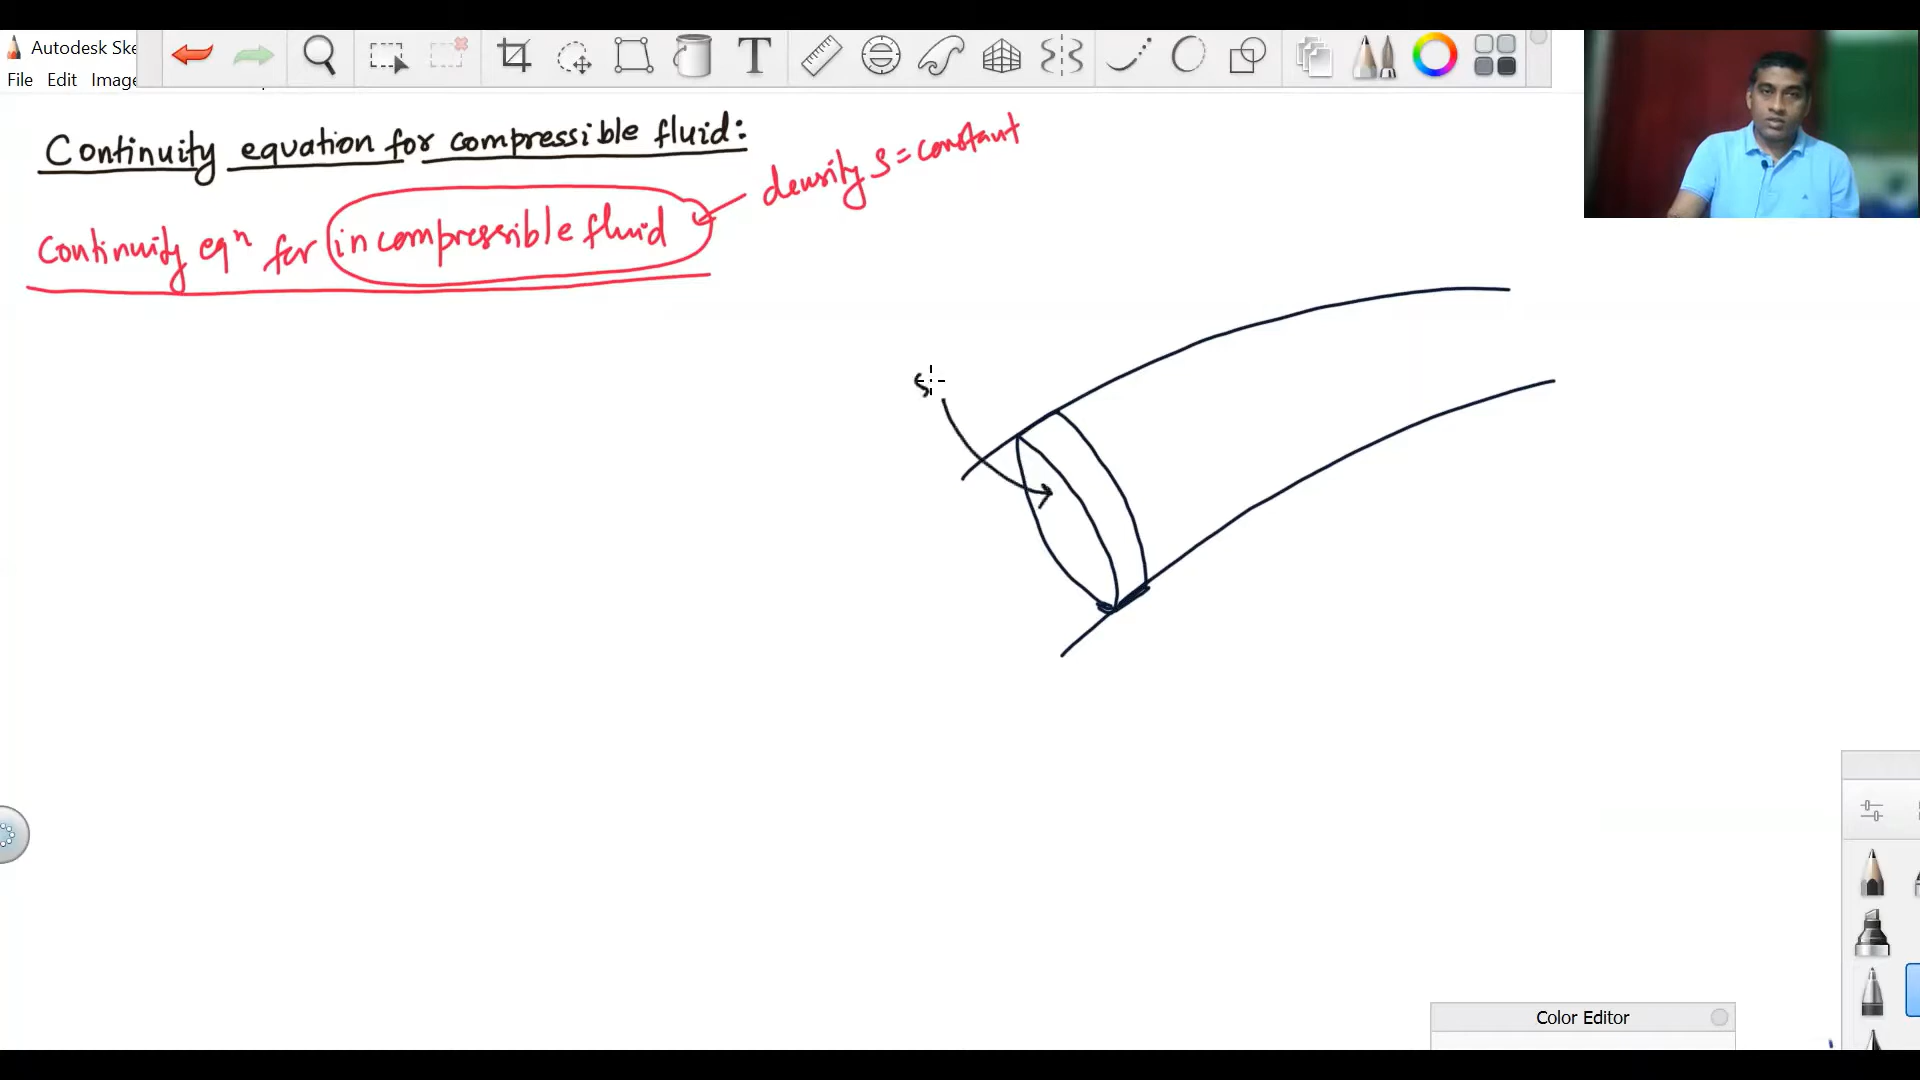 Autodesk Ske
File Edit Image
Continuity equation for compressible fluid:
density ρ = constant
Continuity eqⁿ for incompressible fluid
S
Color Editor